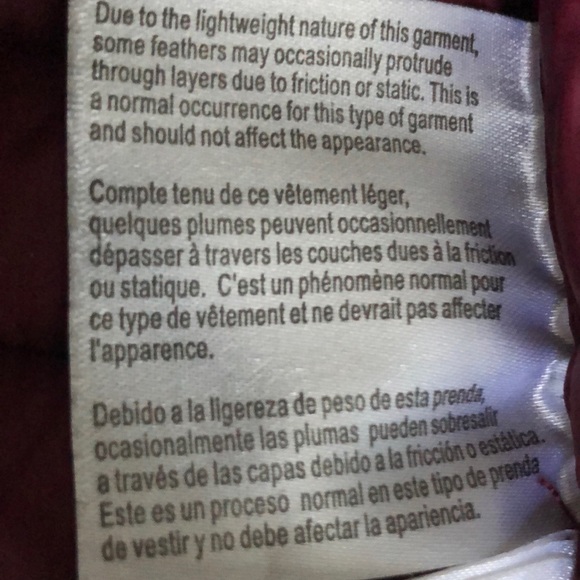 Due to the lightweight nature of this garment,
some feathers may occasionally protrude
through layers due to friction or static. This is
a normal occurrence for this type of garment
and should not affect the appearance.
Compte tenu de ce vêtement léger,
quelques plumes peuvent occasionnellement
dépasser à travers les couches dues à la friction
ou statique. C'est un phénomène normal pour
ce type de vêtement et ne devrait pas affecter
l'apparence.
Debido a la ligereza de peso de esta prenda,
ocasionalmente las plumas pueden sobresalir
a través de las capas debido a la fricción o estática.
Este es un proceso normal en este tipo de prenda
de vestir y no debe afectar la apariencia.